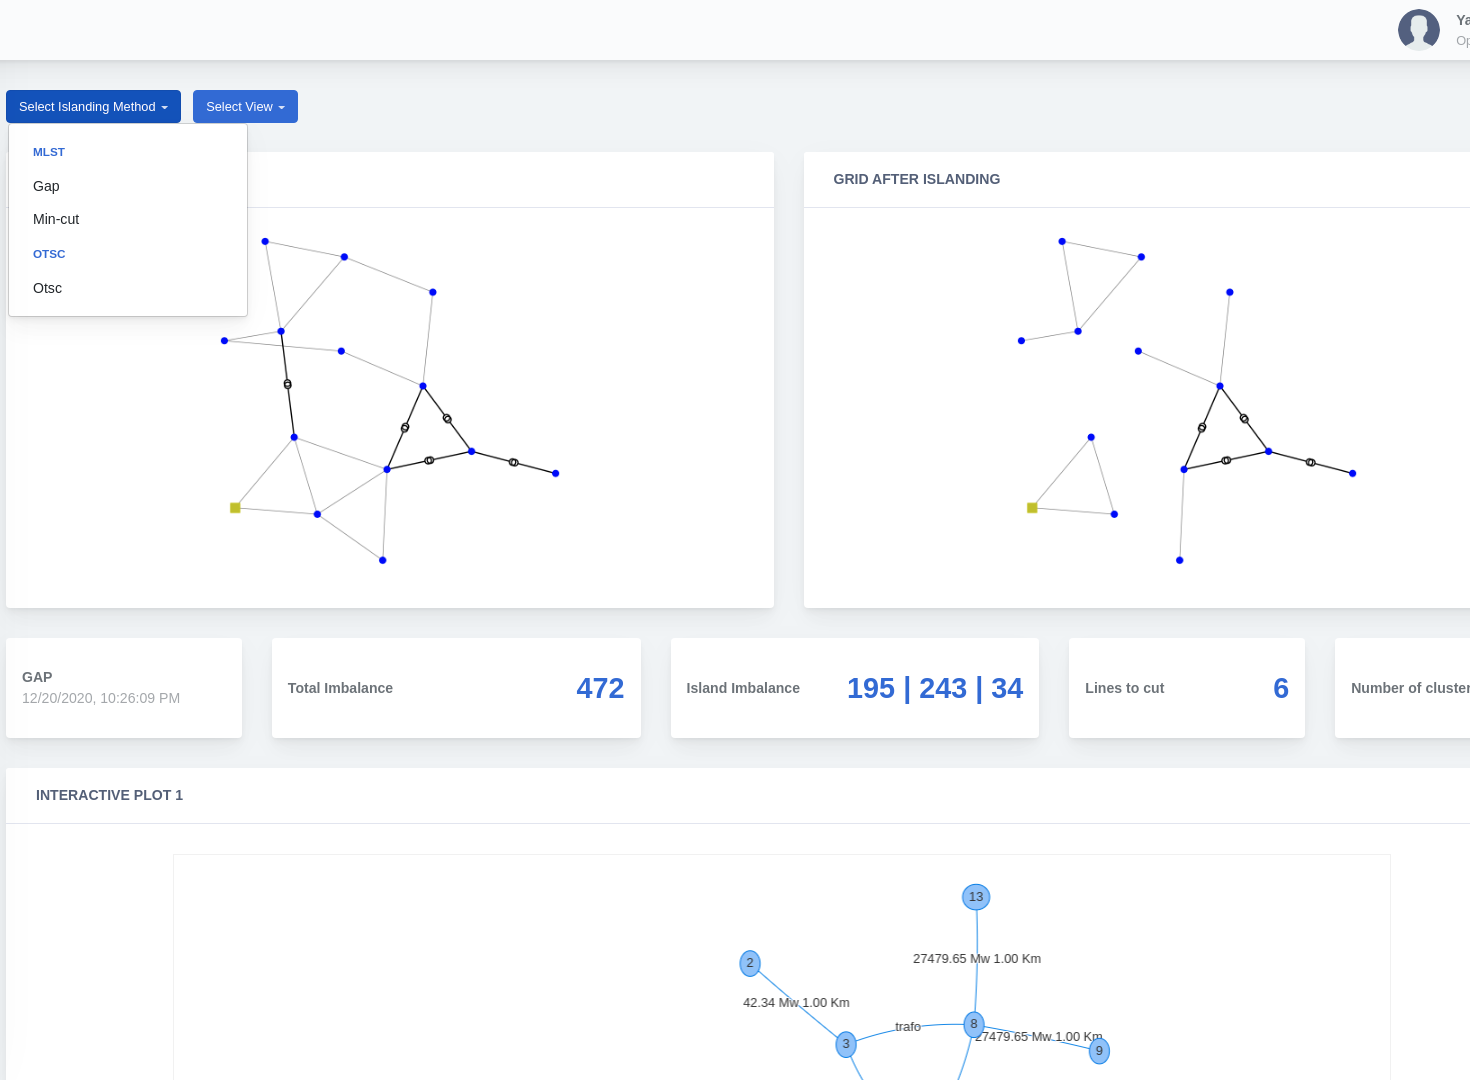 Ya
Op
Select Islanding Method
Select View
MLST
Gap
Min-cut
OTSC
Otsc
GRID AFTER ISLANDING
GAP
12/20/2020, 10:26:09 PM
Total Imbalance
472
Island Imbalance
195 | 243 | 34
Lines to cut
6
Number of cluster
INTERACTIVE PLOT 1
13
27479.65 Mw 1.00 Km
2
42.34 Mw 1.00 Km
trafo
8
27479.65 Mw 1.00 Km
3
9